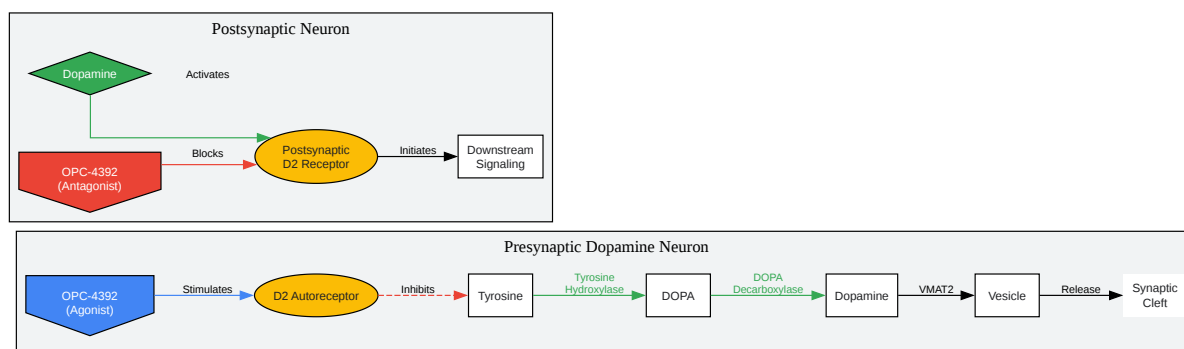 Postsynaptic Neuron
Dopamine
Activates
OPC-4392
(Antagonist)
Blocks
Postsynaptic
D2 Receptor
Initiates
Downstream
Signaling
Presynaptic Dopamine Neuron
OPC-4392
(Agonist)
Stimulates
D2 Autoreceptor
Inhibits
Tyrosine
Tyrosine
Hydroxylase
DOPA
DOPA
Decarboxylase
Dopamine
VMAT2
Vesicle
Release
Synaptic
Cleft